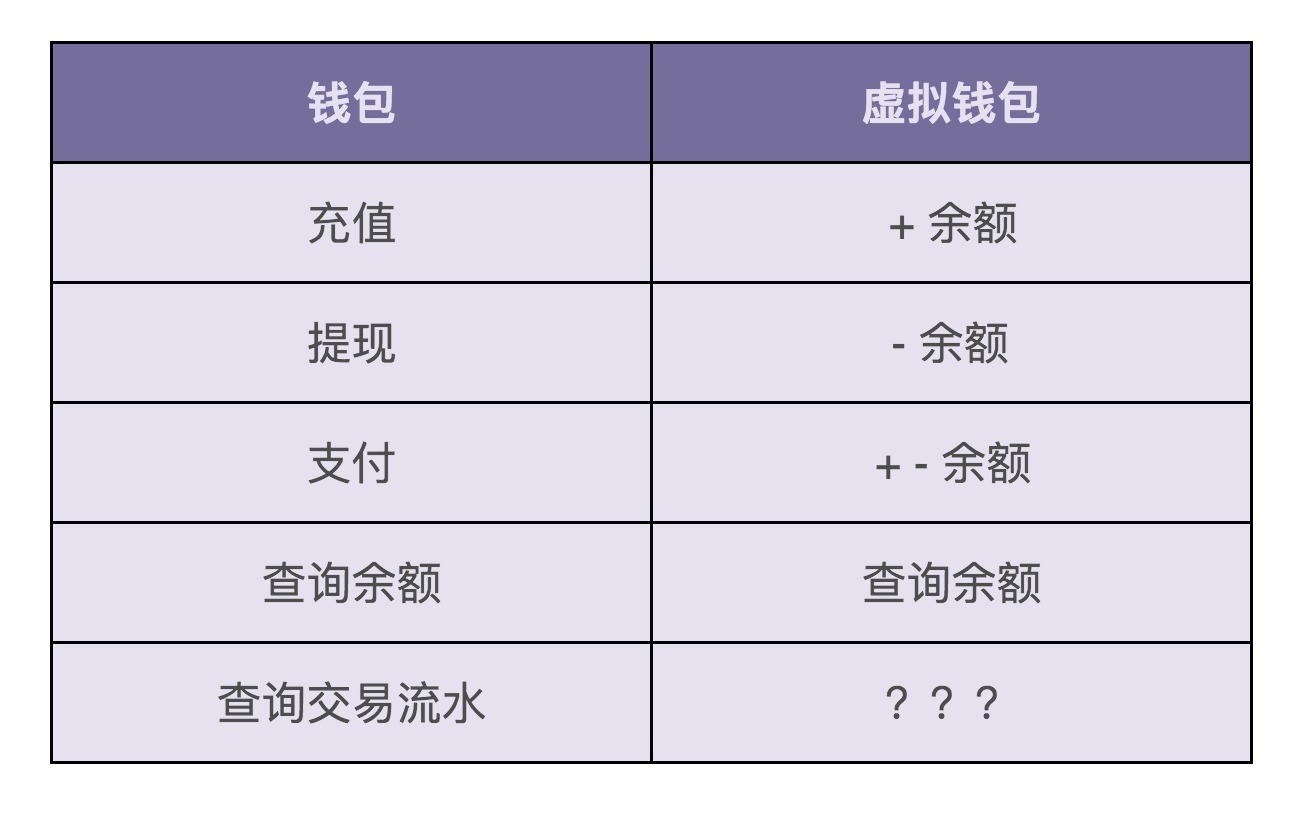 钱包 虚拟钱包
充值 + 余额
提现 - 余额
支付 + - 余额
查询余额 查询余额
查询交易流水 ？？？